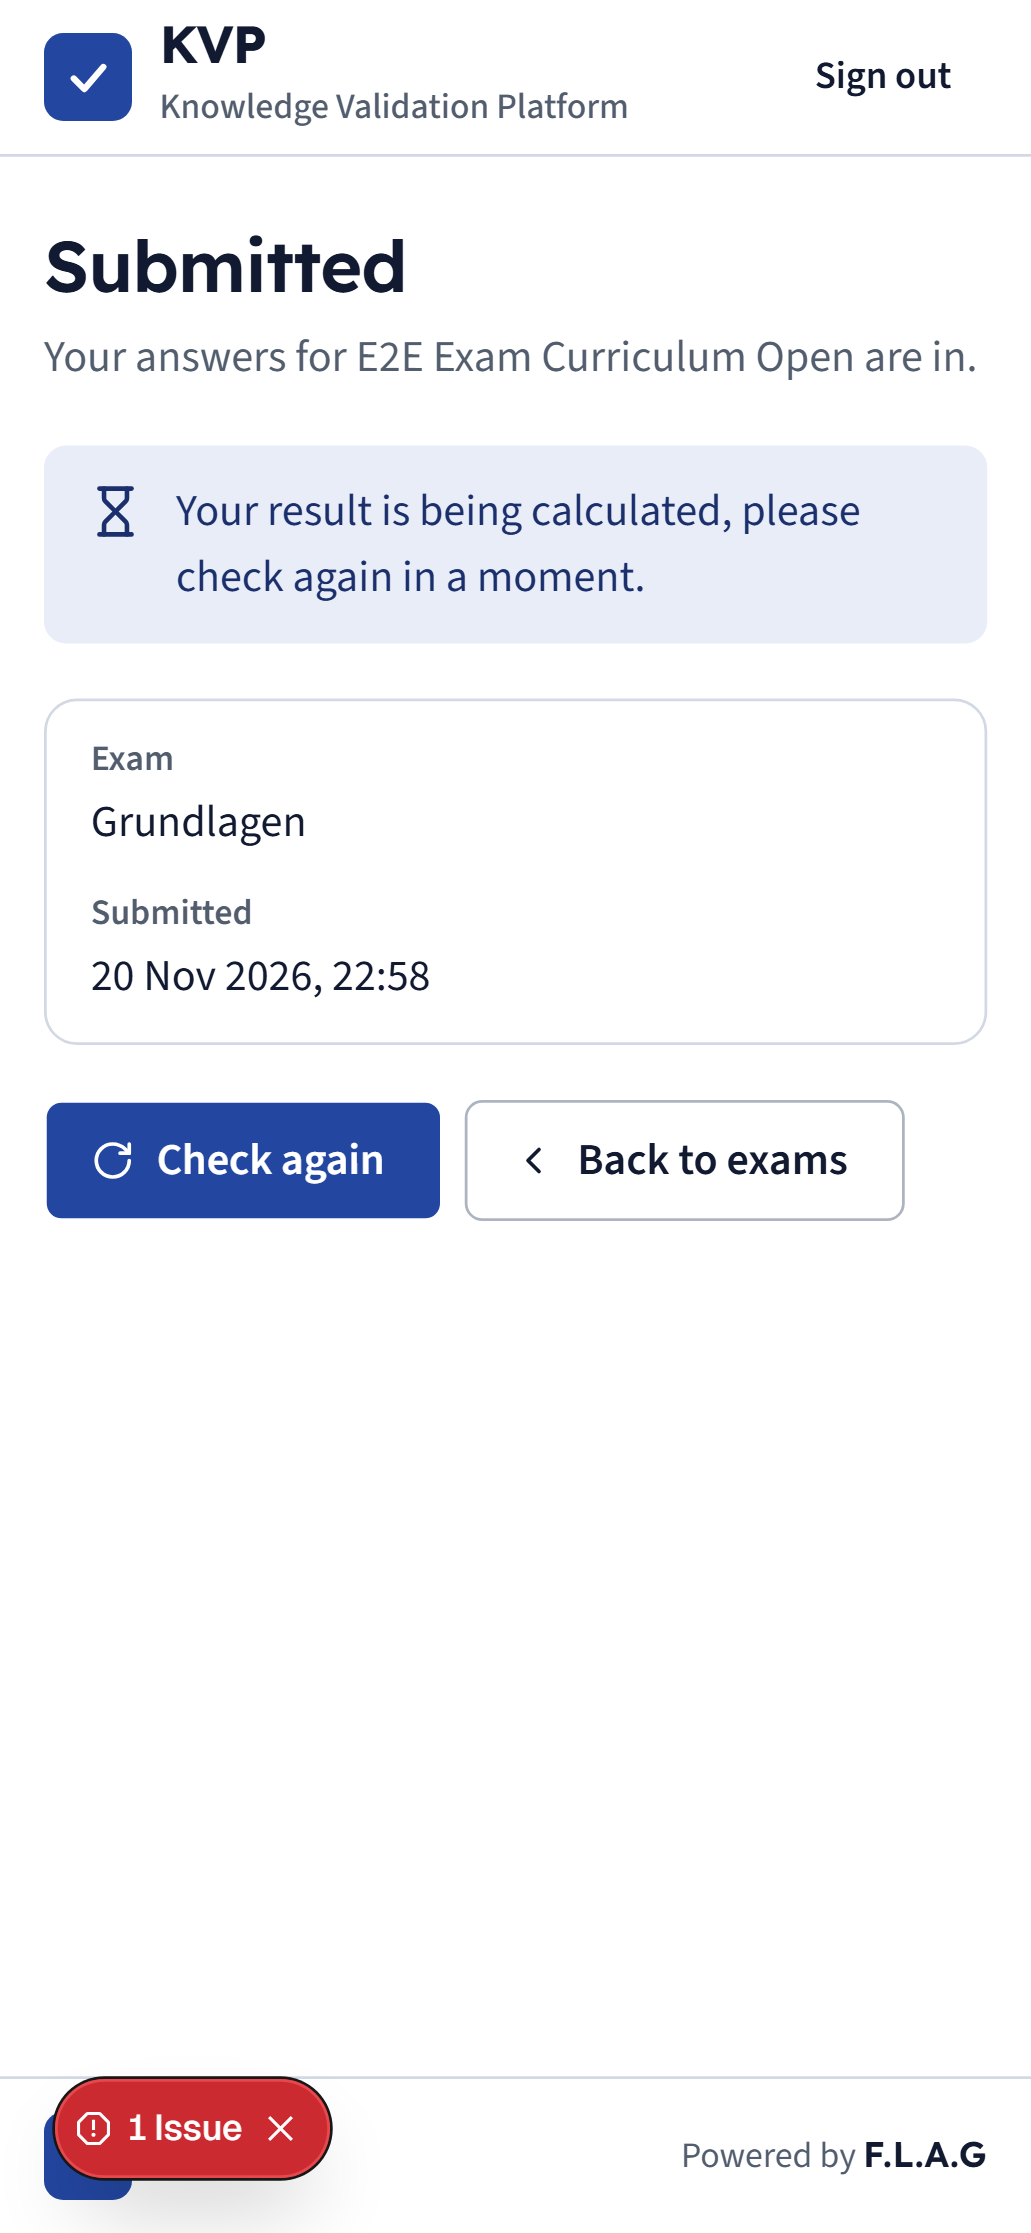 KVP
Knowledge Validation Platform
Sign out
Submitted
Your answers for E2E Exam Curriculum Open are in.
Your result is being calculated, please
check again in a moment.
Exam
Grundlagen
Submitted
20 Nov 2026, 22:58
Check again
Back to exams
1 Issue
Powered by F.L.A.G